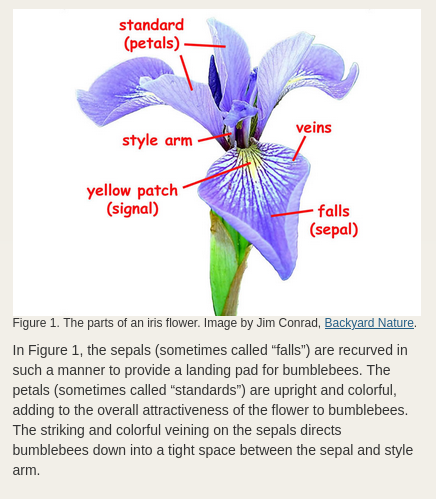 standard
(petals)
veins
style arm
yellow patch
(signal)
falls
(sepal)
Figure 1. The parts of an iris flower. Image by Jim Conrad, Backyard Nature.
In Figure 1, the sepals (sometimes called “falls”) are recurved in
such a manner to provide a landing pad for bumblebees. The
petals (sometimes called “standards”) are upright and colorful,
adding to the overall attractiveness of the flower to bumblebees.
The striking and colorful veining on the sepals directs
bumblebees down into a tight space between the sepal and style
arm.